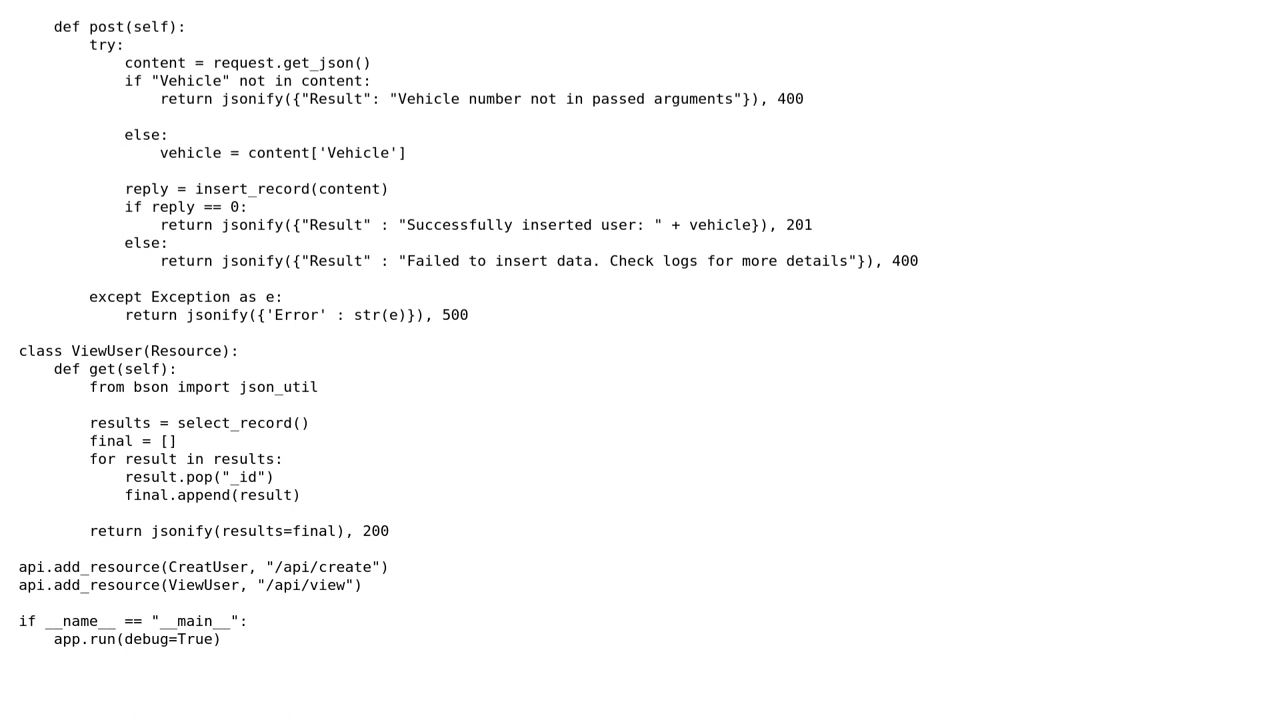 def post(self):
        try:
            content = request.get_json()
            if "Vehicle" not in content:
                return jsonify({"Result": "Vehicle number not in passed arguments"}), 400

            else:
                vehicle = content['Vehicle']

            reply = insert_record(content)
            if reply == 0:
                return jsonify({"Result" : "Successfully inserted user: " + vehicle}), 201
            else:
                return jsonify({"Result" : "Failed to insert data. Check logs for more details"}), 400

        except Exception as e:
            return jsonify({'Error' : str(e)}), 500

class ViewUser(Resource):
    def get(self):
        from bson import json_util

        results = select_record()
        final = []
        for result in results:
            result.pop("_id")
            final.append(result)

        return jsonify(results=final), 200

api.add_resource(CreatUser, "/api/create")
api.add_resource(ViewUser, "/api/view")

if __name__ == "__main__":
    app.run(debug=True)